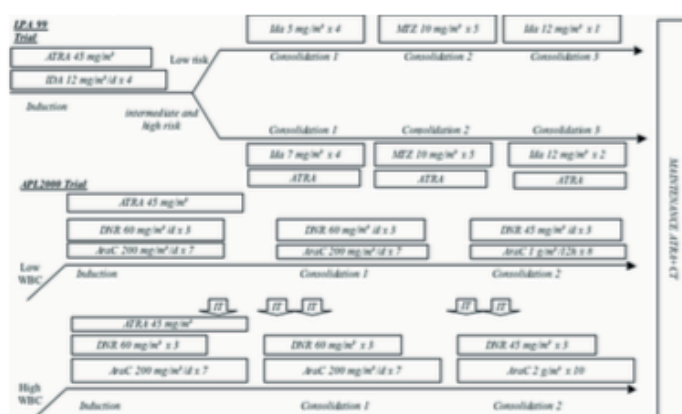 LPA 99
Trial
ATRA 45 mg/m²
IDA 12 mg/m²/d x 4
Induction
Low risk
intermediate and
high risk
Ida 5 mg/m² x 4
MTZ 10 mg/m² x 5
Ida 12 mg/m² x 1
Consolidation 1
Consolidation 2
Consolidation 3
Consolidation 1
Consolidation 2
Consolidation 3
Ida 7 mg/m² x 4
MTZ 10 mg/m² x 5
Ida 12 mg/m² x 2
ATRA
ATRA
ATRA
APL2000 Trial
ATRA 45 mg/m²
DNR 60 mg/m²/d x 3
DNR 60 mg/m²/d x 3
DNR 45 mg/m²/d x 3
AraC 200 mg/m²/d x 7
AraC 200 mg/m²/d x 7
AraC 1 g/m²/12h x 8
Low
WBC
Induction
Consolidation 1
Consolidation 2
IT
IT
IT
IT
IT
ATRA 45 mg/m²
DNR 60 mg/m² x 3
DNR 60 mg/m² x 3
DNR 45 mg/m² x 3
AraC 200 mg/m²/d x 7
AraC 200 mg/m²/d x 7
AraC 2 g/m² x 10
High
WBC
Induction
Consolidation 1
Consolidation 2
MAINTENANCE ATRA+CT